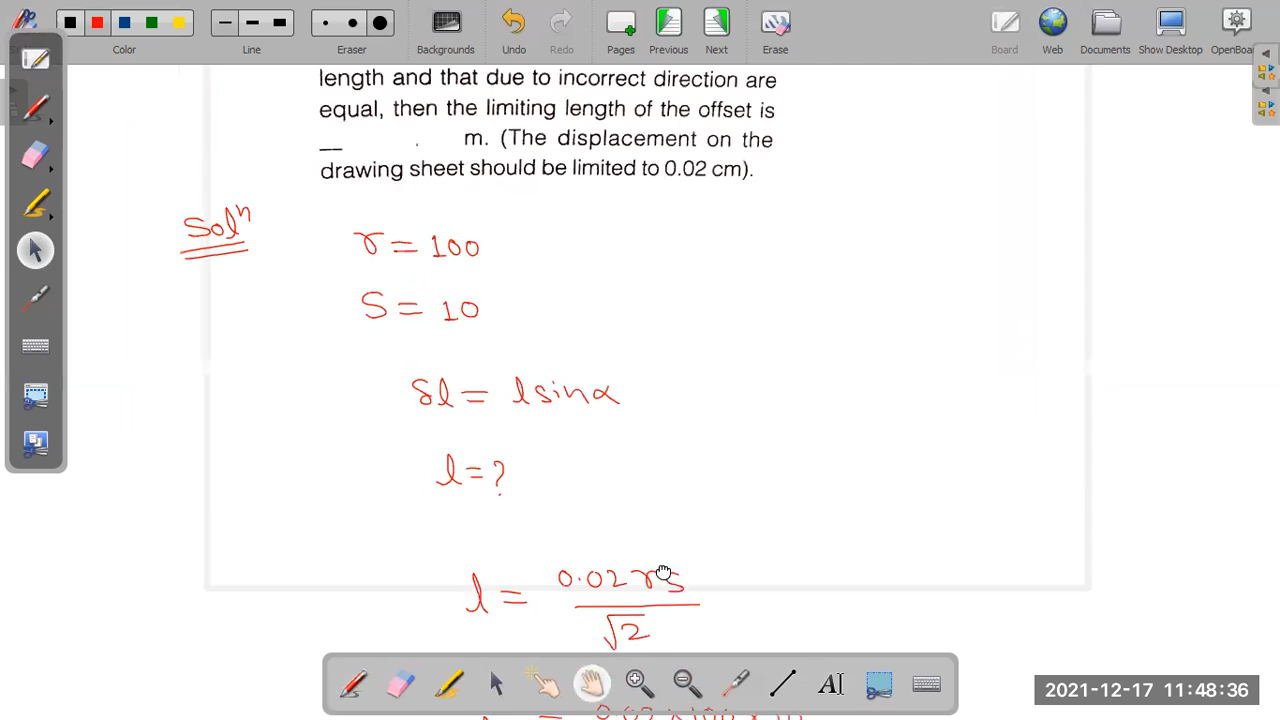 Color
Line
Eraser
Backgrounds
Undo
Redo
Pages
Previous
Next
Erase
Board
Web
Documents
Show Desktop
OpenBoard
length and that due to incorrect direction are
equal, then the limiting length of the offset is
__ m. (The displacement on the
drawing sheet should be limited to 0.02 cm).
Solⁿ
r = 100
S = 10
δl = l sinα
l = ?
l = 0.02 rs / √2
2021-12-17 11:48:36